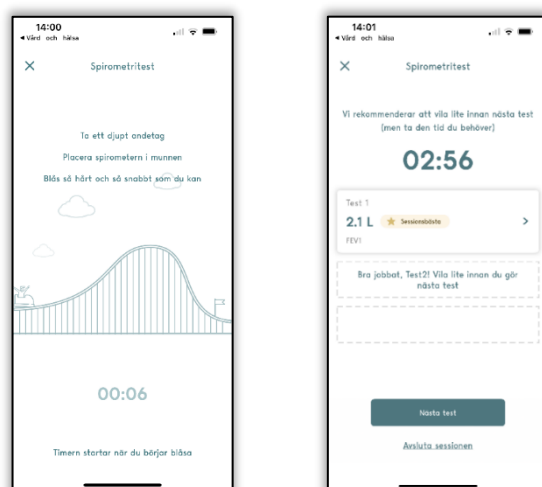 14:00
◀ Vård och hälsa
Spirometritest
Ta ett djupt andetag
Placera spirometern i munnen
Blås så hårt och så snabbt som du kan
00:06
Timern startar när du börjar blåsa
14:01
◀ Vård och hälsa
Spirometritest
Vi rekommenderar att vila lite innan nästa test
(men ta den tid du behöver)
02:56
Test 1
2.1 L Sessionsbästa
FEV1
Bra jobbat, Test2! Vila lite innan du gör
nästa test
Nästa test
Avsluta sessionen